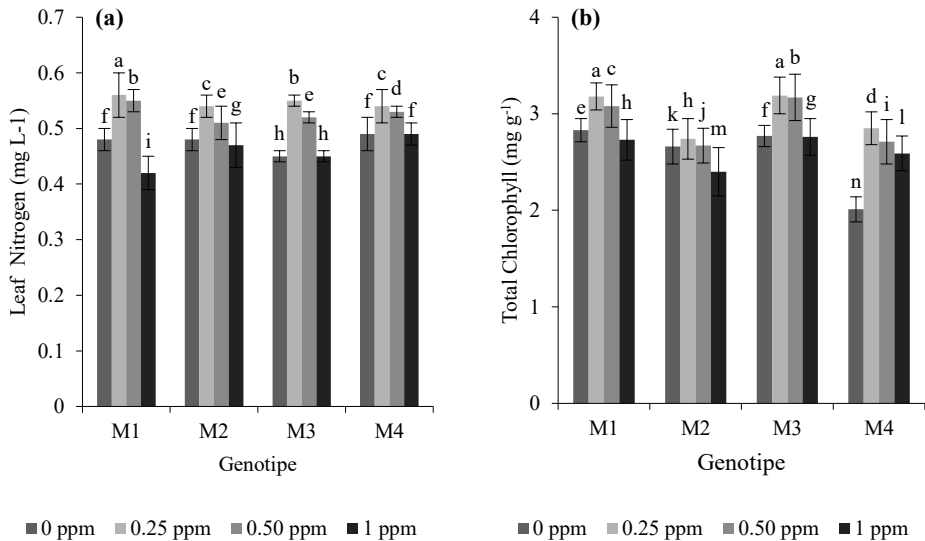 (a)
Leaf Nitrogen (mg L-1)
0.7
0.6
0.5
0.4
0.3
0.2
0.1
0
f a b i
f c e g
h b e h
f c d f
M1 M2 M3 M4
Genotipe
0 ppm 0.25 ppm 0.50 ppm 1 ppm
(b)
Total Chlorophyll (mg g-1)
4
3
2
1
0
e a c h
k h j m
f a b g
n d i l
M1 M2 M3 M4
Genotipe
0 ppm 0.25 ppm 0.50 ppm 1 ppm